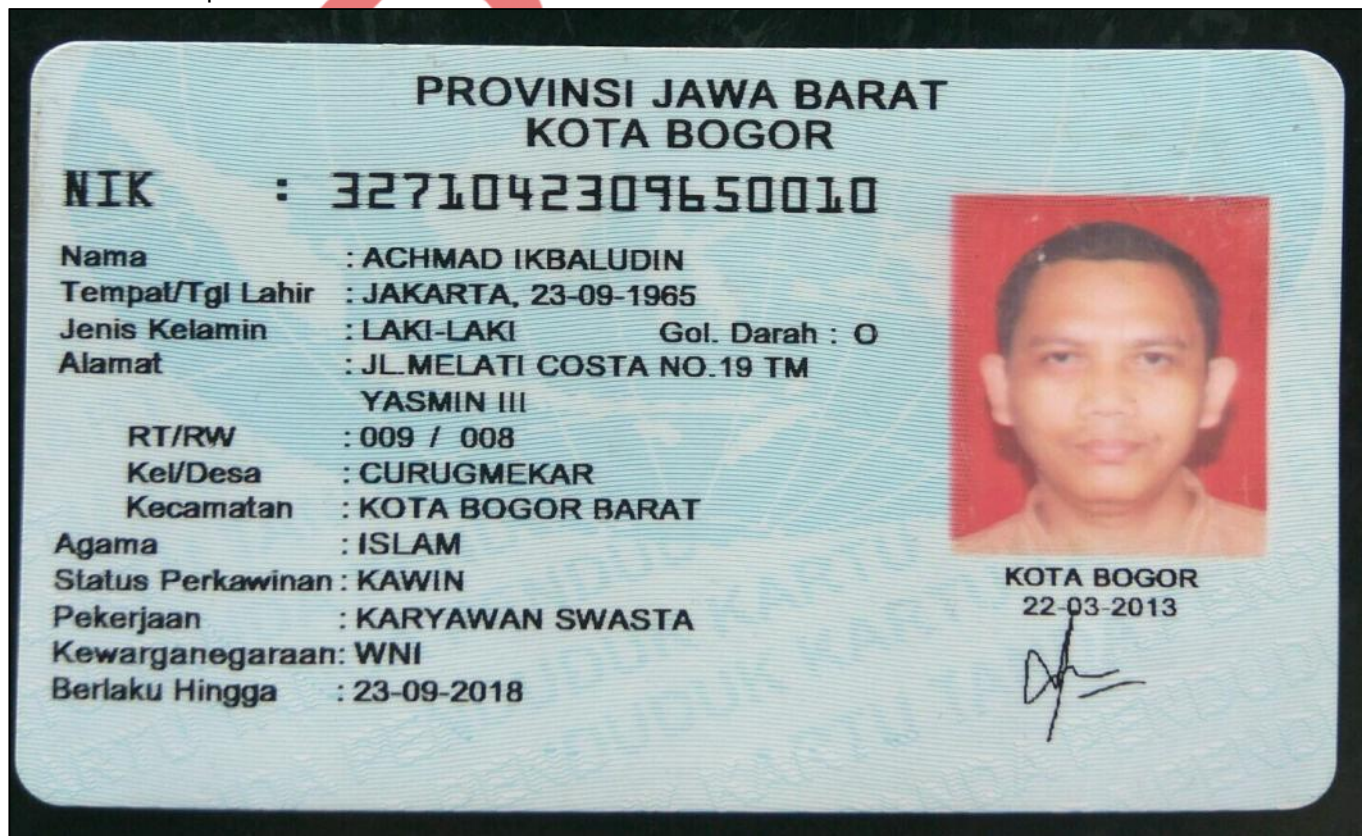 PROVINSI JAWA BARAT
KOTA BOGOR
NIK : 3271042309650010
Nama : ACHMAD IKBALUDIN
Tempat/Tgl Lahir : JAKARTA, 23-09-1965
Jenis Kelamin : LAKI-LAKI Gol. Darah : O
Alamat : JL.MELATI COSTA NO.19 TM
YASMIN III
RT/RW : 009 / 008
Kel/Desa : CURUGMEKAR
Kecamatan : KOTA BOGOR BARAT
Agama : ISLAM
Status Perkawinan : KAWIN
Pekerjaan : KARYAWAN SWASTA
Kewarganegaraan: WNI
Berlaku Hingga : 23-09-2018
KOTA BOGOR
22-03-2013